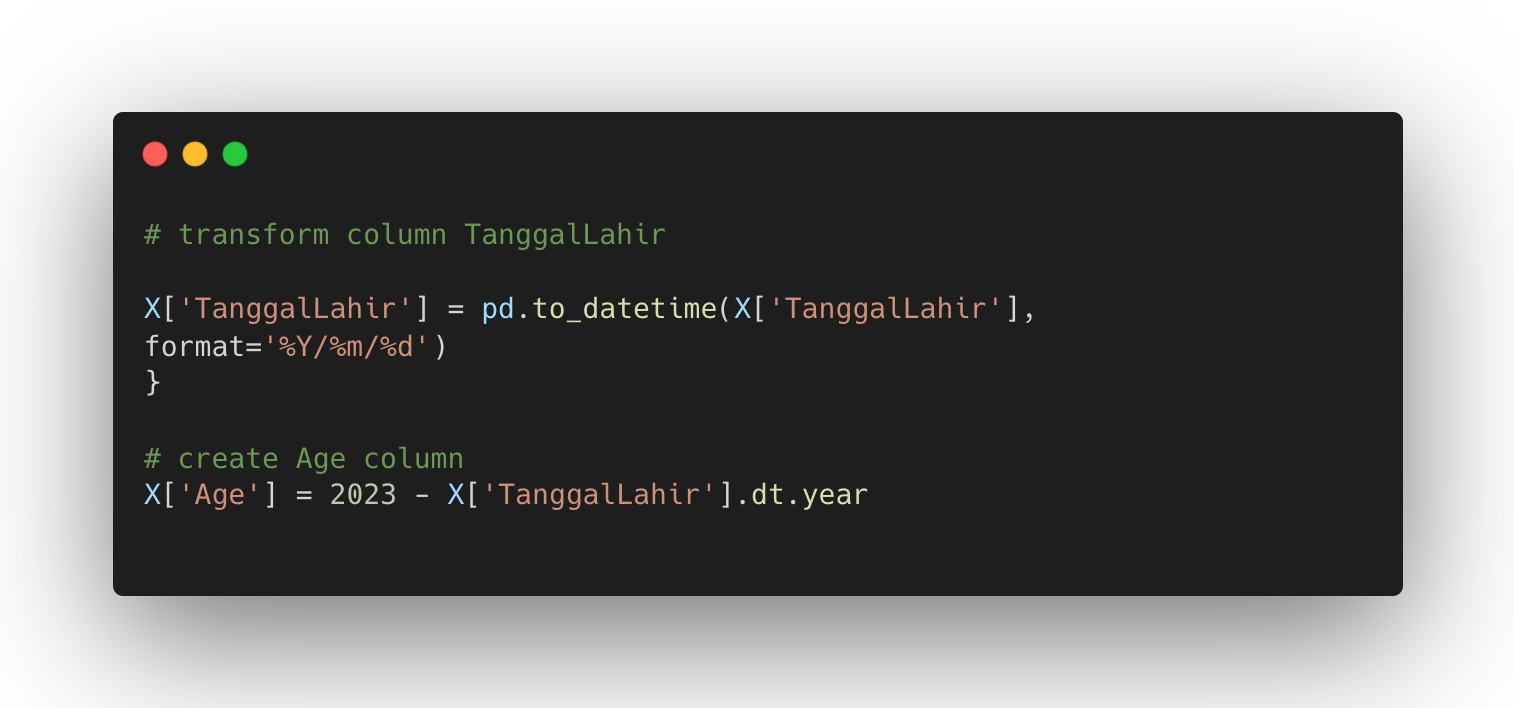 # transform column TanggalLahir
X['TanggalLahir'] = pd.to_datetime(X['TanggalLahir'],
format='%Y/%m/%d')
}
# create Age column
X['Age'] = 2023 - X['TanggalLahir'].dt.year